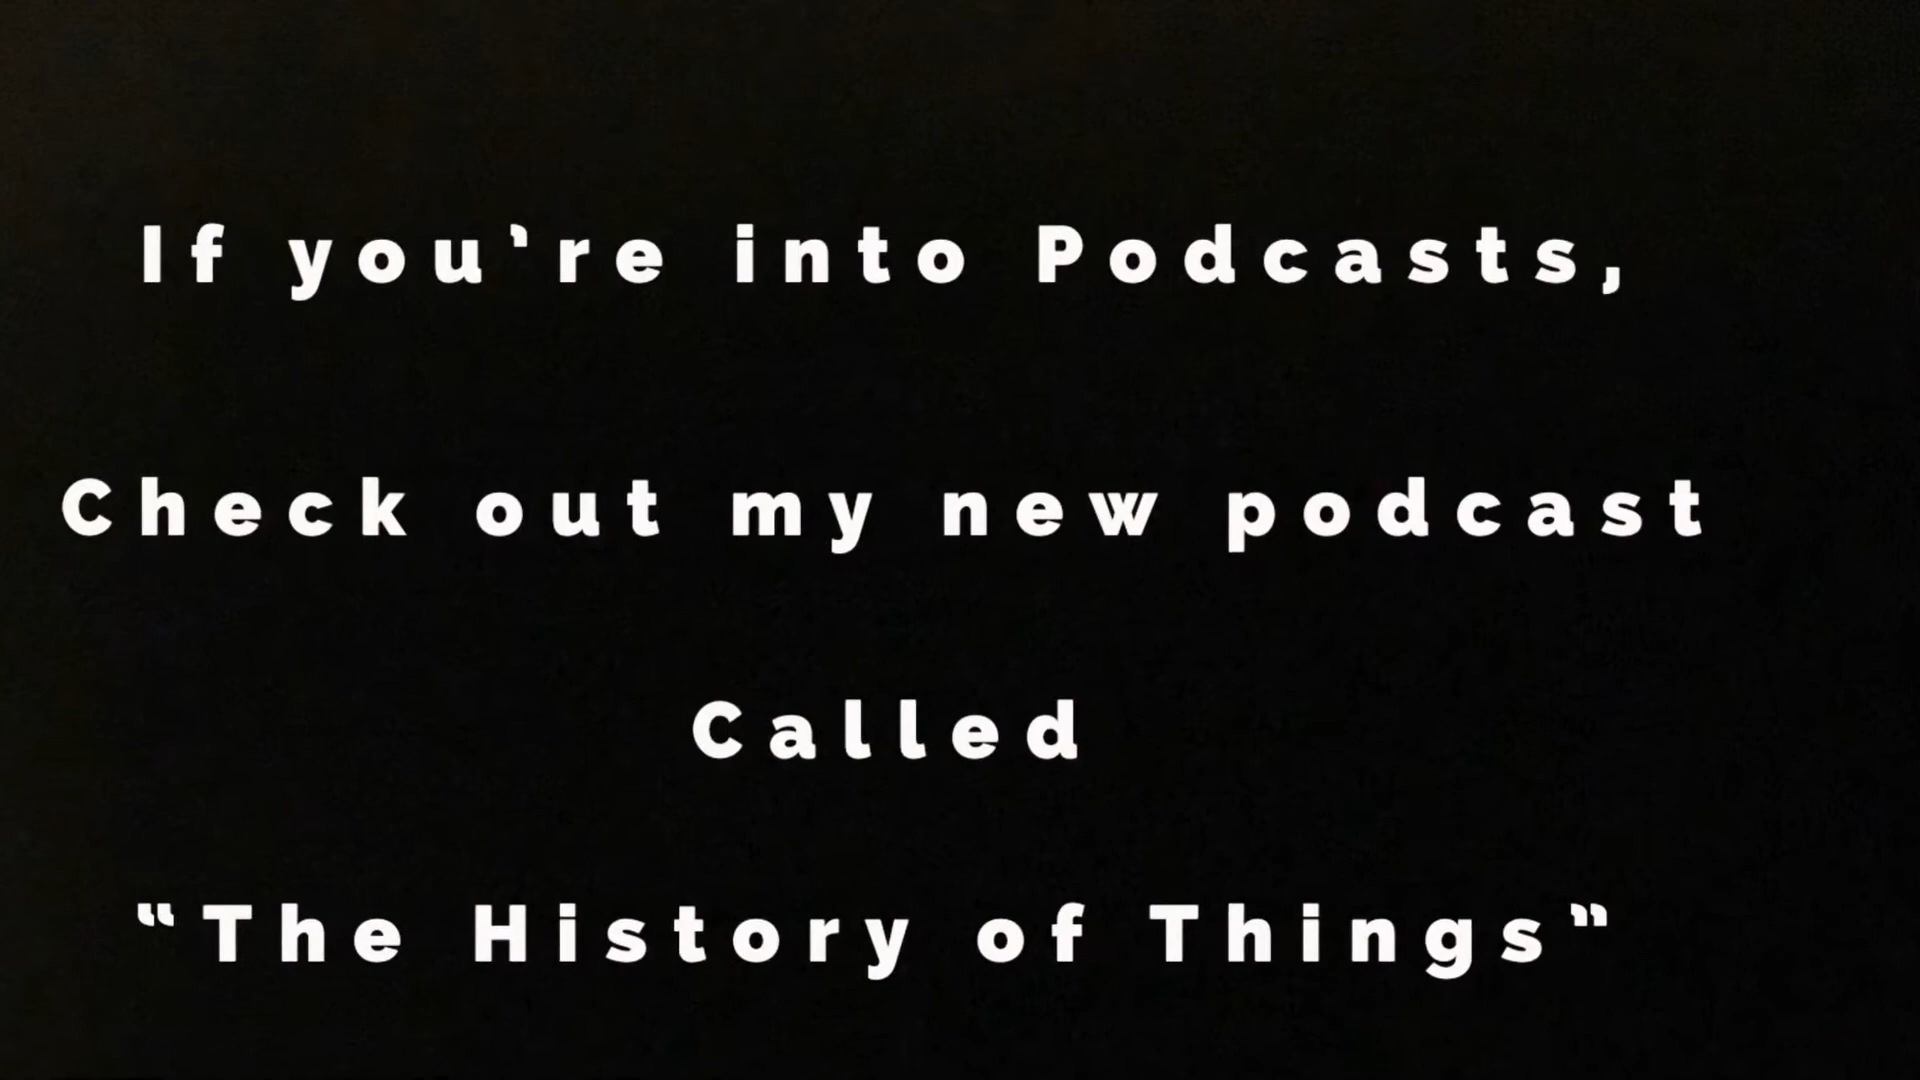 If you're into Podcasts,
Check out my new podcast
Called
“The History of Things”